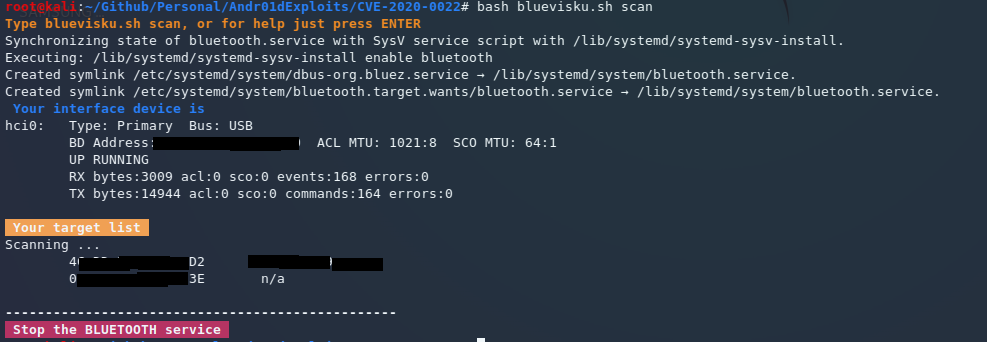 root@kali:~/Github/Personal/Andr01dExploits/CVE-2020-0022# bash bluevisku.sh scan
Type bluevisku.sh scan, or for help just press ENTER
Synchronizing state of bluetooth.service with SysV service script with /lib/systemd/systemd-sysv-install.
Executing: /lib/systemd/systemd-sysv-install enable bluetooth
Created symlink /etc/systemd/system/dbus-org.bluez.service → /lib/systemd/system/bluetooth.service.
Created symlink /etc/systemd/system/bluetooth.target.wants/bluetooth.service → /lib/systemd/system/bluetooth.service.
Your interface device is
hci0: Type: Primary Bus: USB
BD Address: ACL MTU: 1021:8 SCO MTU: 64:1
UP RUNNING
RX bytes:3009 acl:0 sco:0 events:168 errors:0
TX bytes:14944 acl:0 sco:0 commands:164 errors:0
Your target list
Scanning ...
D2
3E n/a
-------------------------------------------------
Stop the BLUETOOTH service